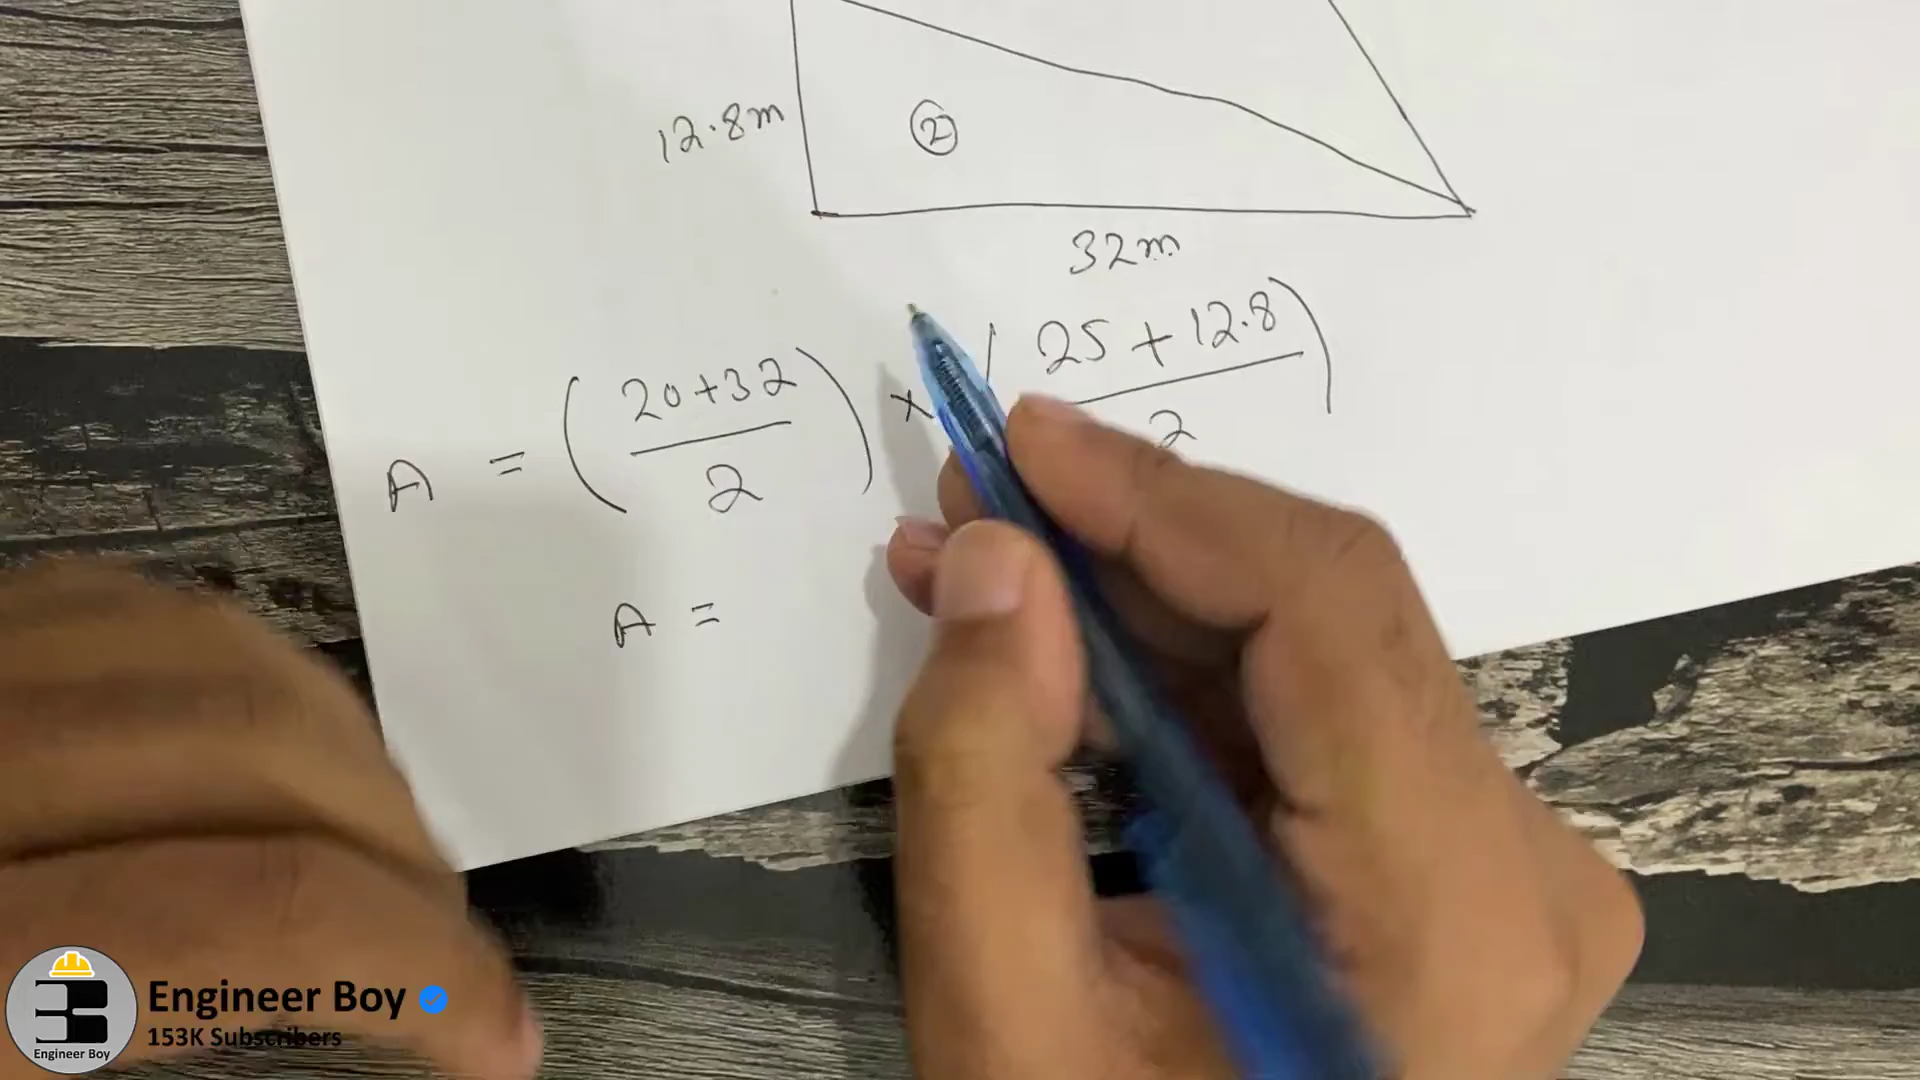 12.8m
2
32m
A = (20+32/2) × (25+12.8/2)
A =
Engineer Boy
153K Subscribers
Engineer Boy